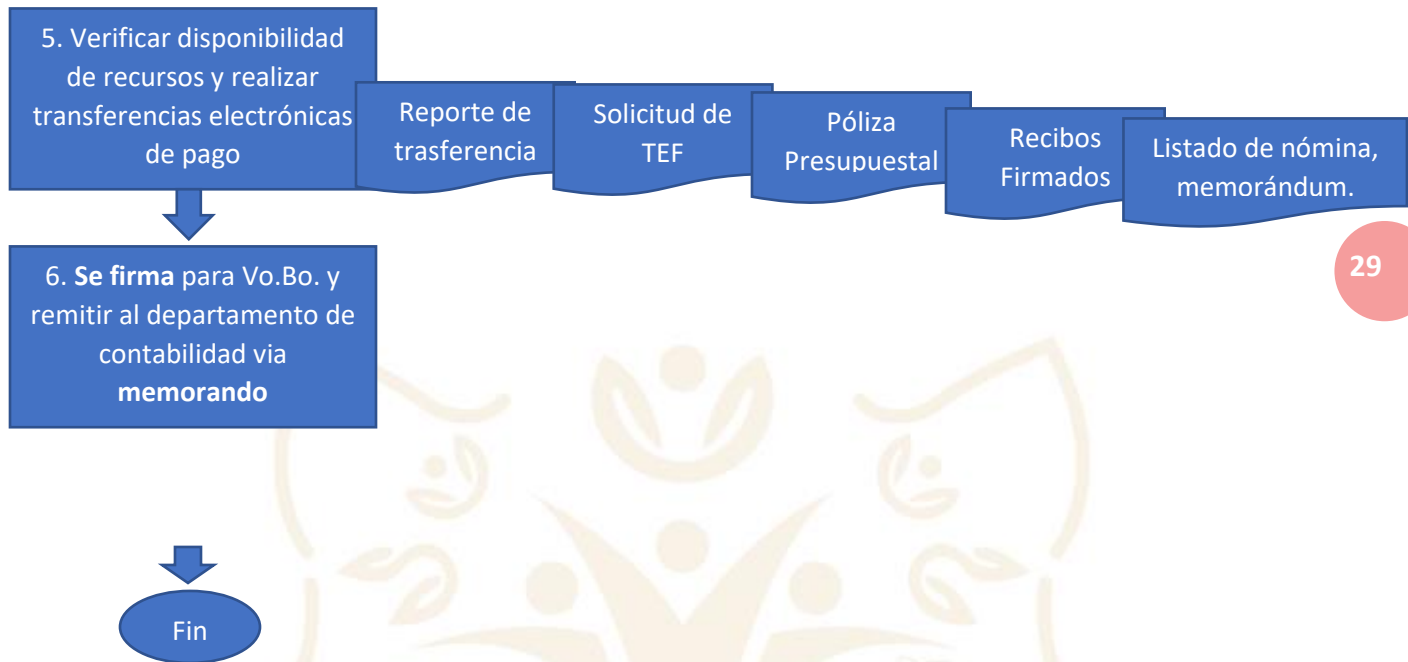 5. Verificar disponibilidad
de recursos y realizar
transferencias electrónicas
de pago
Reporte de
trasferencia
Solicitud de
TEF
Póliza
Presupuestal
Recibos
Firmados
Listado de nómina,
memorándum.
29
6. Se firma para Vo.Bo. y
remitir al departamento de
contabilidad via
memorando
Fin